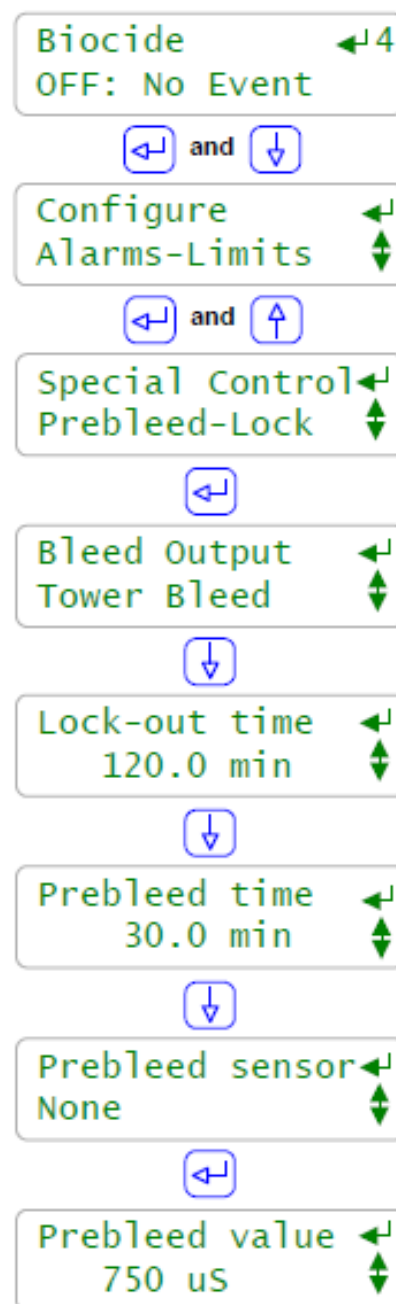 Biocide ↵4
OFF: No Event
and
Configure
Alarms-Limits
and
Special Control
Prebleed-Lock
Bleed Output
Tower Bleed
Lock-out time
120.0 min
Prebleed time
30.0 min
Prebleed sensor
None
Prebleed value
750 uS